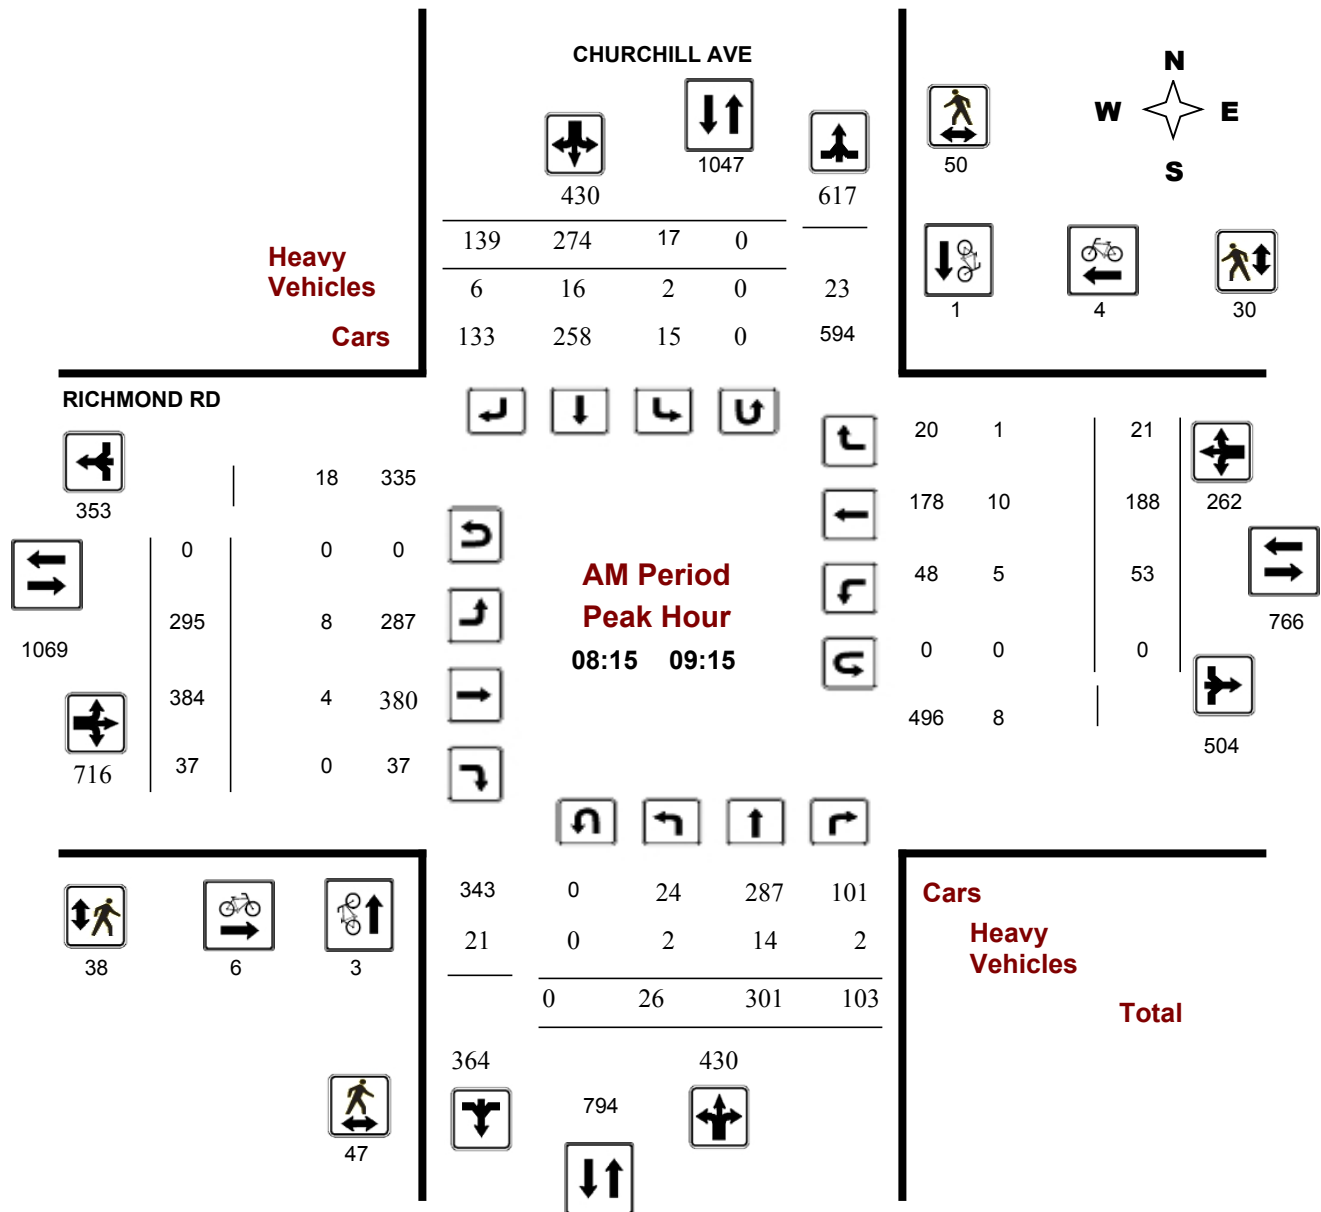 CHURCHILL AVE
N
W E
S
1047
50
430 617
139 274 17 0
Heavy
Vehicles
6 16 2 0 23
1 4 30
Cars 133 258 15 0 594
RICHMOND RD
20 1 21
18 335
353
178 10 188 262
0 0 0
48 5 53
AM Period
Peak Hour
295 8 287
766
1069
08:15 09:15
0 0 0
384 4 380
496 8
504
716 37 0 37
343 0 24 287 101 Cars
21 0 2 14 2 Heavy
Vehicles
38 6 3
0 26 301 103 Total
364 430
794
47